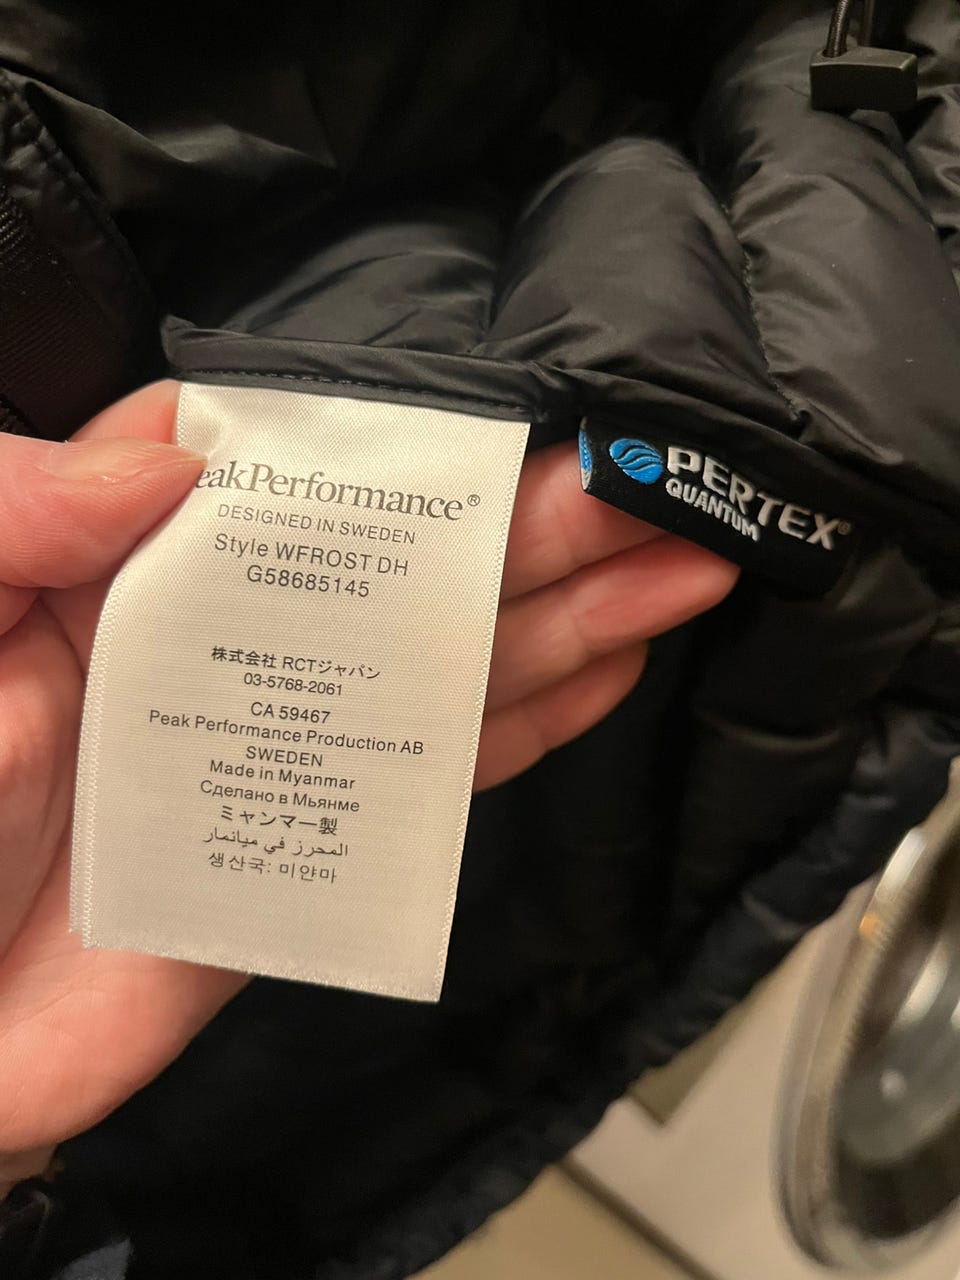 eakPerformance®
DESIGNED IN SWEDEN
Style WFROST DH
G58685145
株式会社 RCTジャパン
03-5768-2061
CA 59467
Peak Performance Production AB
SWEDEN
Made in Myanmar
Сделано в Мьянме
ミャンマー製
المحرز في ميانمار
생산국: 미얀마
PERTEX®
QUANTUM